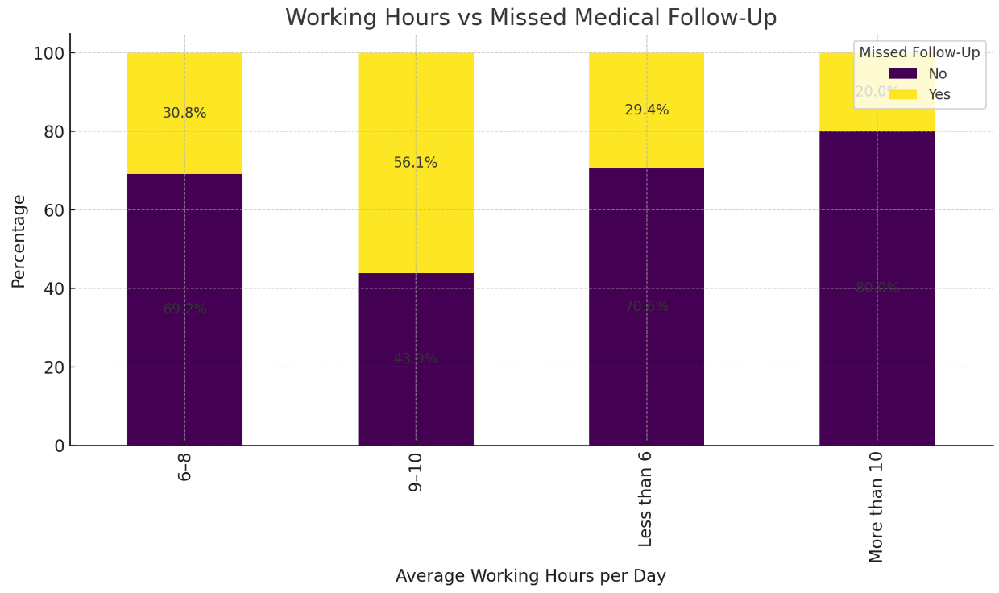 Working Hours vs Missed Medical Follow-Up
Missed Follow-Up
No
Yes
100
80
60
40
20
0
Percentage
30.8%
56.1%
29.4%
20.0%
69.2%
43.9%
70.6%
80.0%
6–8
9–10
Less than 6
More than 10
Average Working Hours per Day